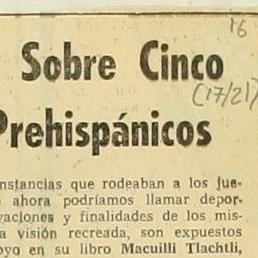 16
Sobre Cinco
(17/21)
Prehispánicos
nstancias que rodeaban a los jue-
ahora podríamos llamar depor-
vaciones y finalidades de los mis-
a visión recreada, son expuestos
oyo en su libro Macuilli Tlachtli,